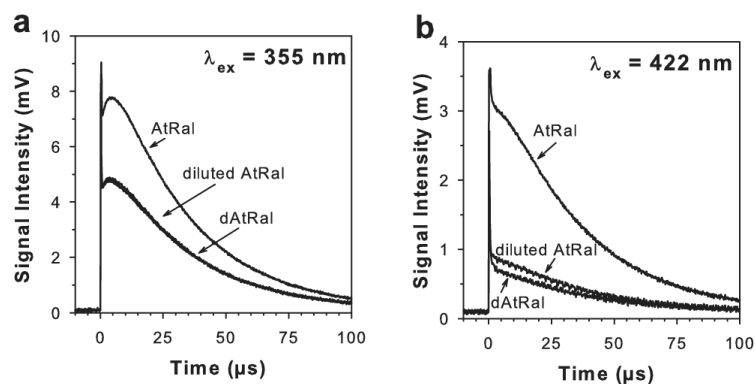 a
λex = 355 nm
Signal Intensity (mV)
10
8
6
4
2
0
AtRal
diluted AtRal
dAtRal
0
25
50
75
100
Time (μs)
b
λex = 422 nm
Signal Intensity (mV)
4
3
2
1
0
AtRal
diluted AtRal
dAtRal
0
25
50
75
100
Time (μs)